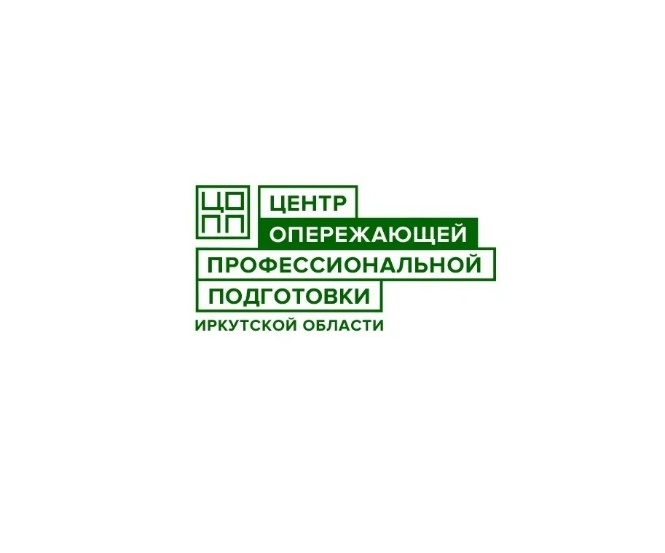 ЦО
ПП
ЦЕНТР
ОПЕРЕЖАЮЩЕЙ
ПРОФЕССИОНАЛЬНОЙ
ПОДГОТОВКИ
ИРКУТСКОЙ ОБЛАСТИ